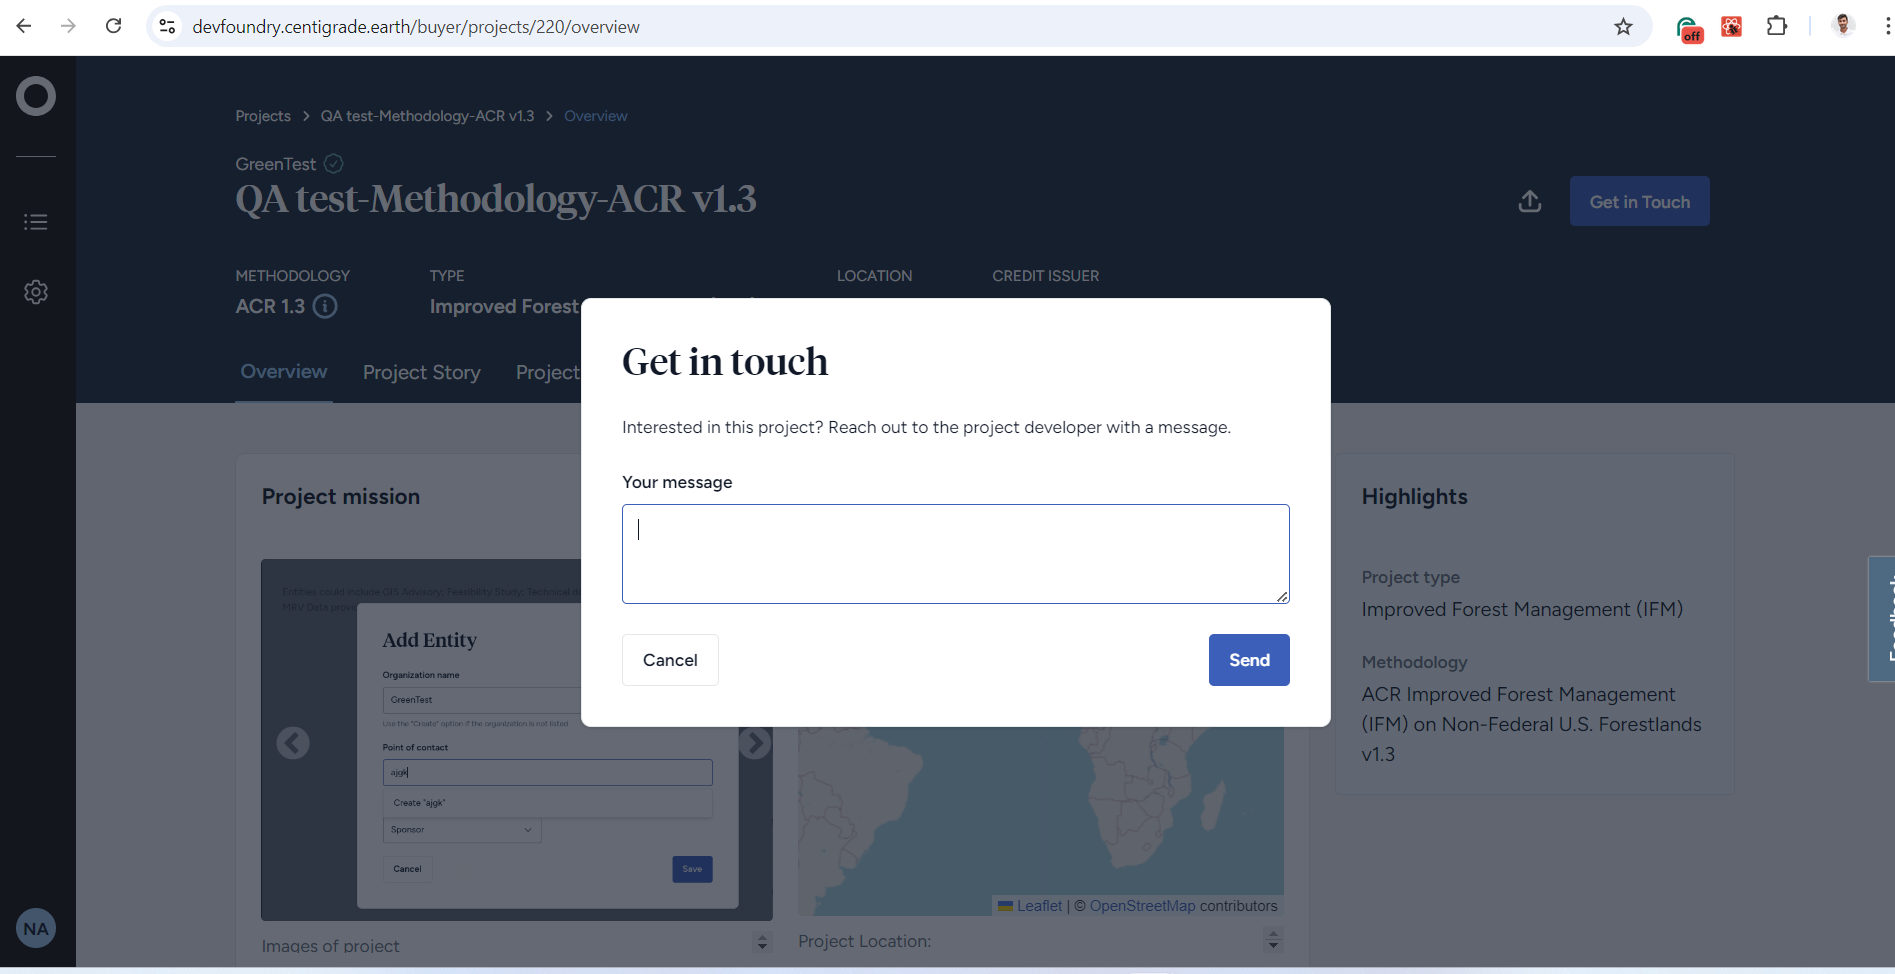 devfoundry.centigrade.earth/buyer/projects/220/overview
off
Projects > QA test-Methodology-ACR v1.3 > Overview
GreenTest
QA test-Methodology-ACR v1.3
Get in Touch
METHODOLOGY TYPE LOCATION CREDIT ISSUER
ACR 1.3 Improved Forest
Overview Project Story Project
Get in touch
Interested in this project? Reach out to the project developer with a message.
Your message
Cancel Send
Project mission
Entities could include GIS Advisory, Feasibility Study, Technical
MRV Data
Add Entity
Organization name
GreenTest
Use the "Create" option if the organization is not listed
Point of contact
ajgk
Create "ajgk"
Sponsor
Cancel Save
Images of project
Leaflet | © OpenStreetMap contributors
Project Location:
Highlights
Project type
Improved Forest Management (IFM)
Methodology
ACR Improved Forest Management
(IFM) on Non-Federal U.S. Forestlands
v1.3
Feedback
NA